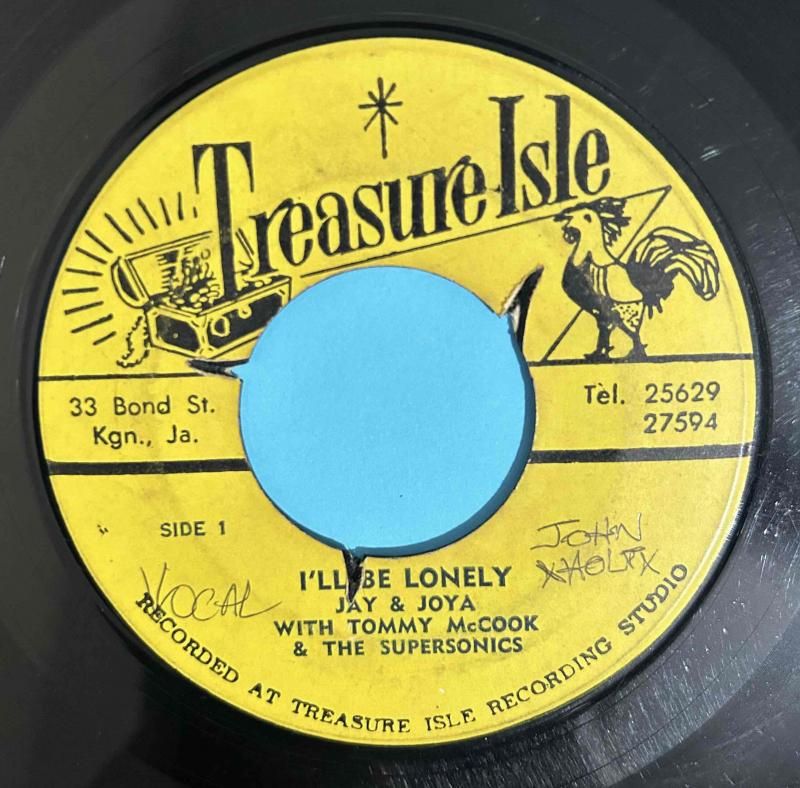 Treasure Isle
33 Bond St.
Kgn., Ja.
Tel. 25629
27594
SIDE 1
JOHN
VOCAL
I'LL BE LONELY
JAY & JOYA
WITH TOMMY McCOOK
& THE SUPERSONICS
RECORDED AT TREASURE ISLE RECORDING STUDIO